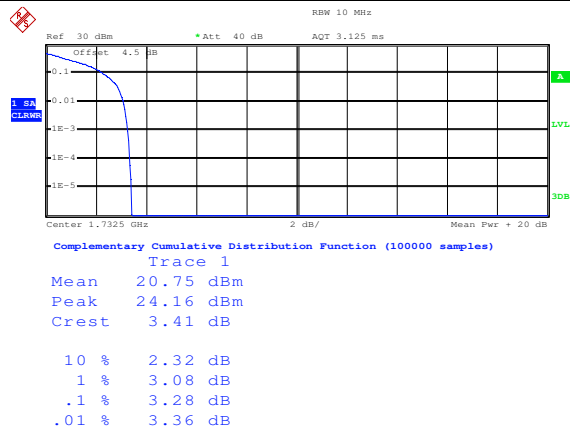 RBW 10 MHz
Ref 30 dBm *Att 40 dB AQT 3.125 ms
Offset 4.5 dB
0.1
A
0.01
1 SA
CLRWR
1E-3
LVL
1E-4
1E-5
3DB
Center 1.7325 GHz 2 dB/ Mean Pwr + 20 dB
Complementary Cumulative Distribution Function (100000 samples)
Trace 1
Mean 20.75 dBm
Peak 24.16 dBm
Crest 3.41 dB
10 % 2.32 dB
1 % 3.08 dB
.1 % 3.28 dB
.01 % 3.36 dB